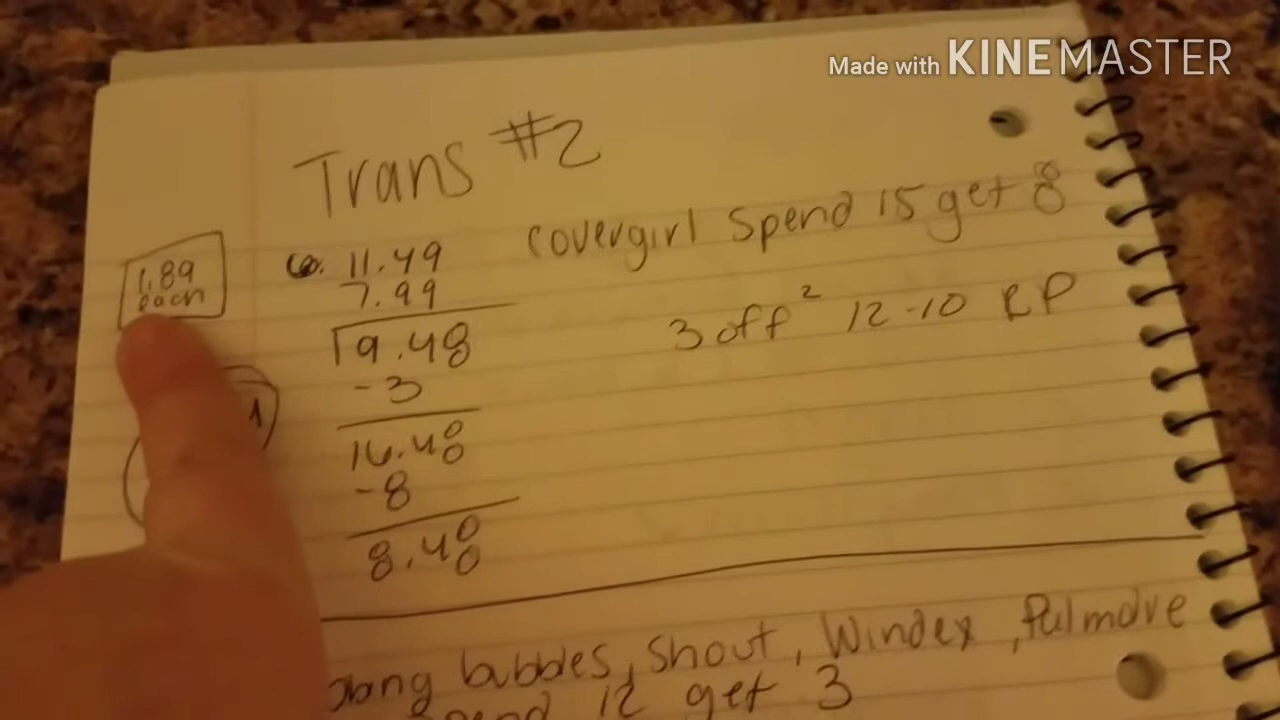 Made with KINEMASTER
Trans #2
Covergirl Spend 15 get 8
1.89
each
11.49
7.99
3 off 2 12-10 RP
19.48
-3
16.48
-8
8.48
bubbles, Shout, Windex, Palmolve
12 get 3